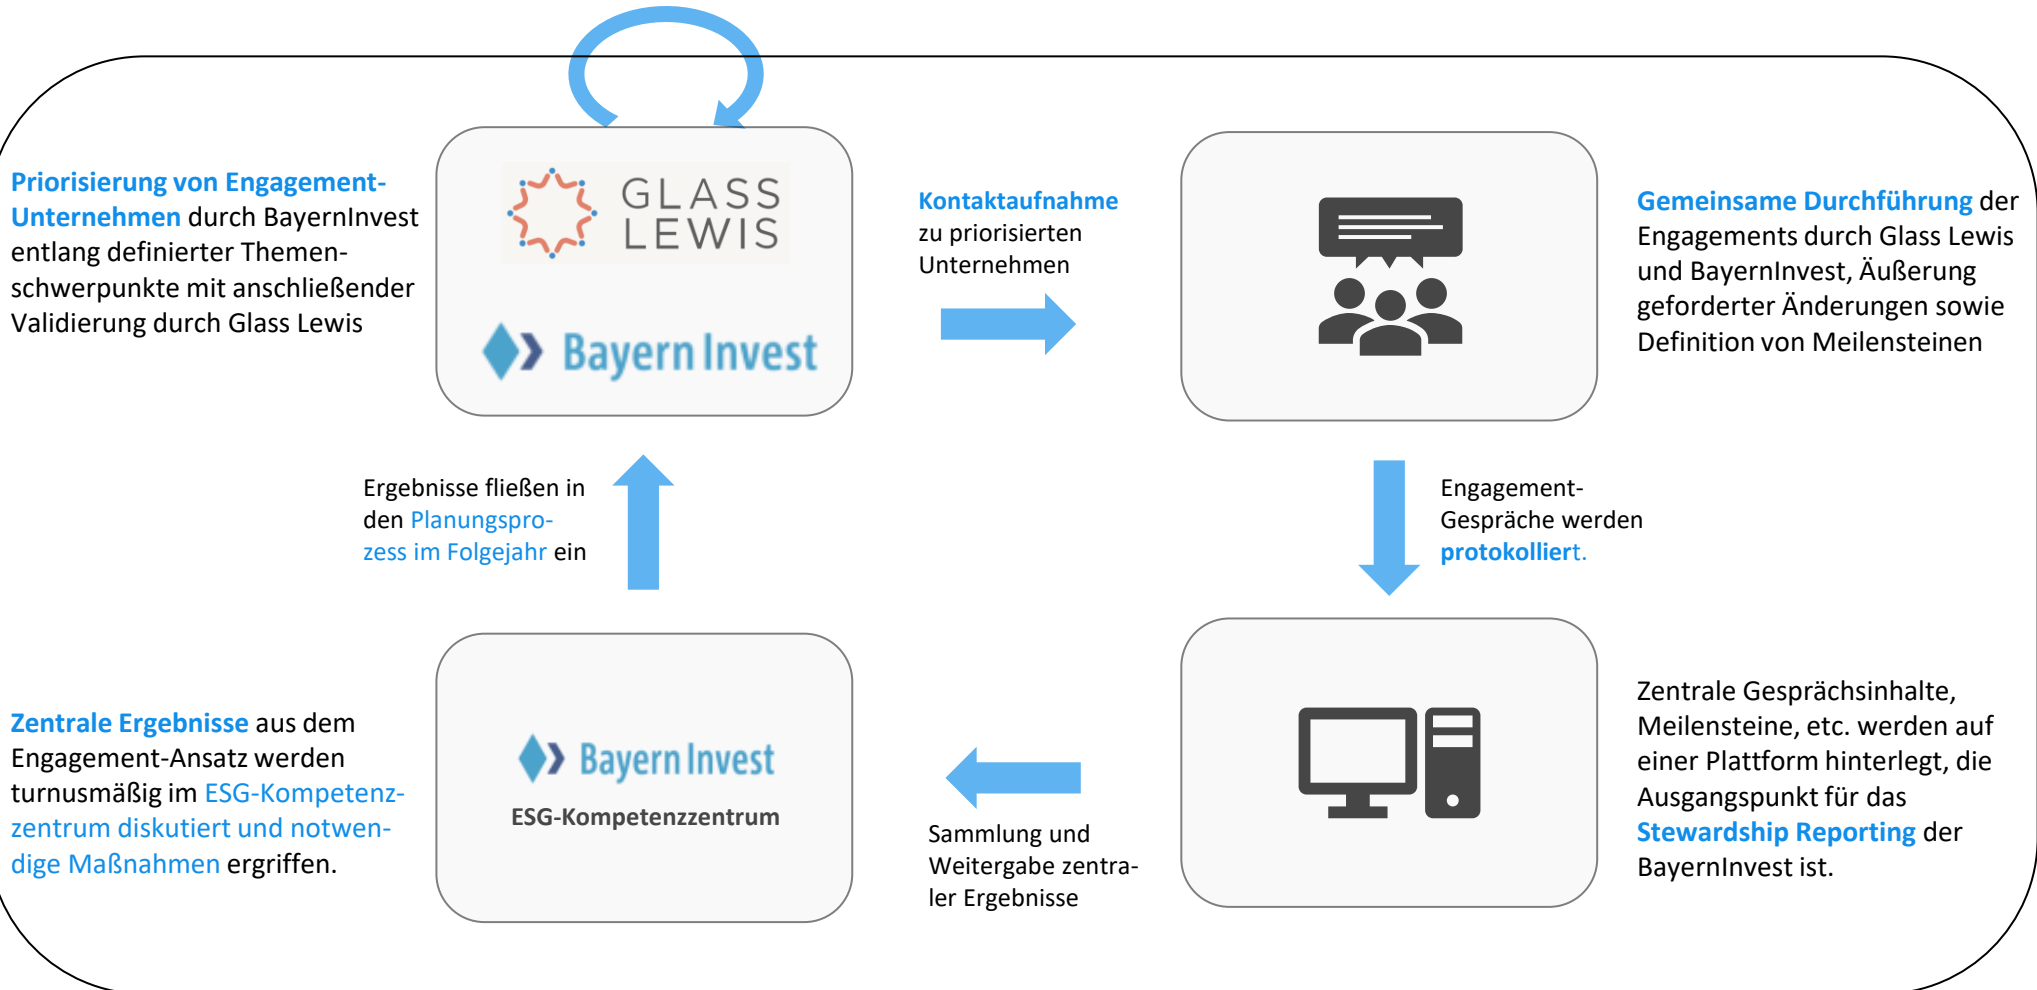 Priorisierung von Engagement-
Unternehmen durch BayernInvest
entlang definierter Themen-
schwerpunkte mit anschließender
Validierung durch Glass Lewis
GLASS
LEWIS
Bayern Invest
Kontaktaufnahme
zu priorisierten
Unternehmen
Gemeinsame Durchführung der
Engagements durch Glass Lewis
und BayernInvest, Äußerung
geforderter Änderungen sowie
Definition von Meilensteinen
Ergebnisse fließen in
den Planungspro-
zess im Folgejahr ein
Engagement-
Gespräche werden
protokolliert.
Zentrale Ergebnisse aus dem
Engagement-Ansatz werden
turnusmäßig im ESG-Kompetenz-
zentrum diskutiert und notwen-
dige Maßnahmen ergriffen.
Bayern Invest
ESG-Kompetenzzentrum
Sammlung und
Weitergabe zentra-
ler Ergebnisse
Zentrale Gesprächsinhalte,
Meilensteine, etc. werden auf
einer Plattform hinterlegt, die
Ausgangspunkt für das
Stewardship Reporting der
BayernInvest ist.